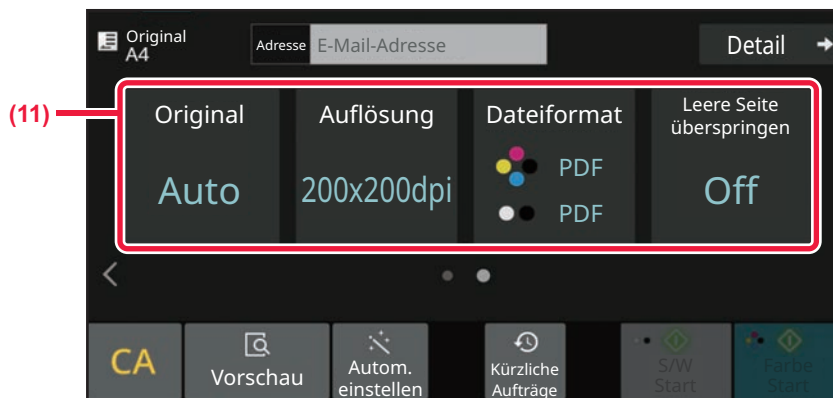 Original
A4
Adresse E-Mail-Adresse
Detail
(11)
Original Auflösung Dateiformat Leere Seite
überspringen
Auto 200x200dpi PDF Off
PDF
CA Vorschau Autom.
einstellen
Kürzliche
Aufträge
S/W
Start
Farbe
Start